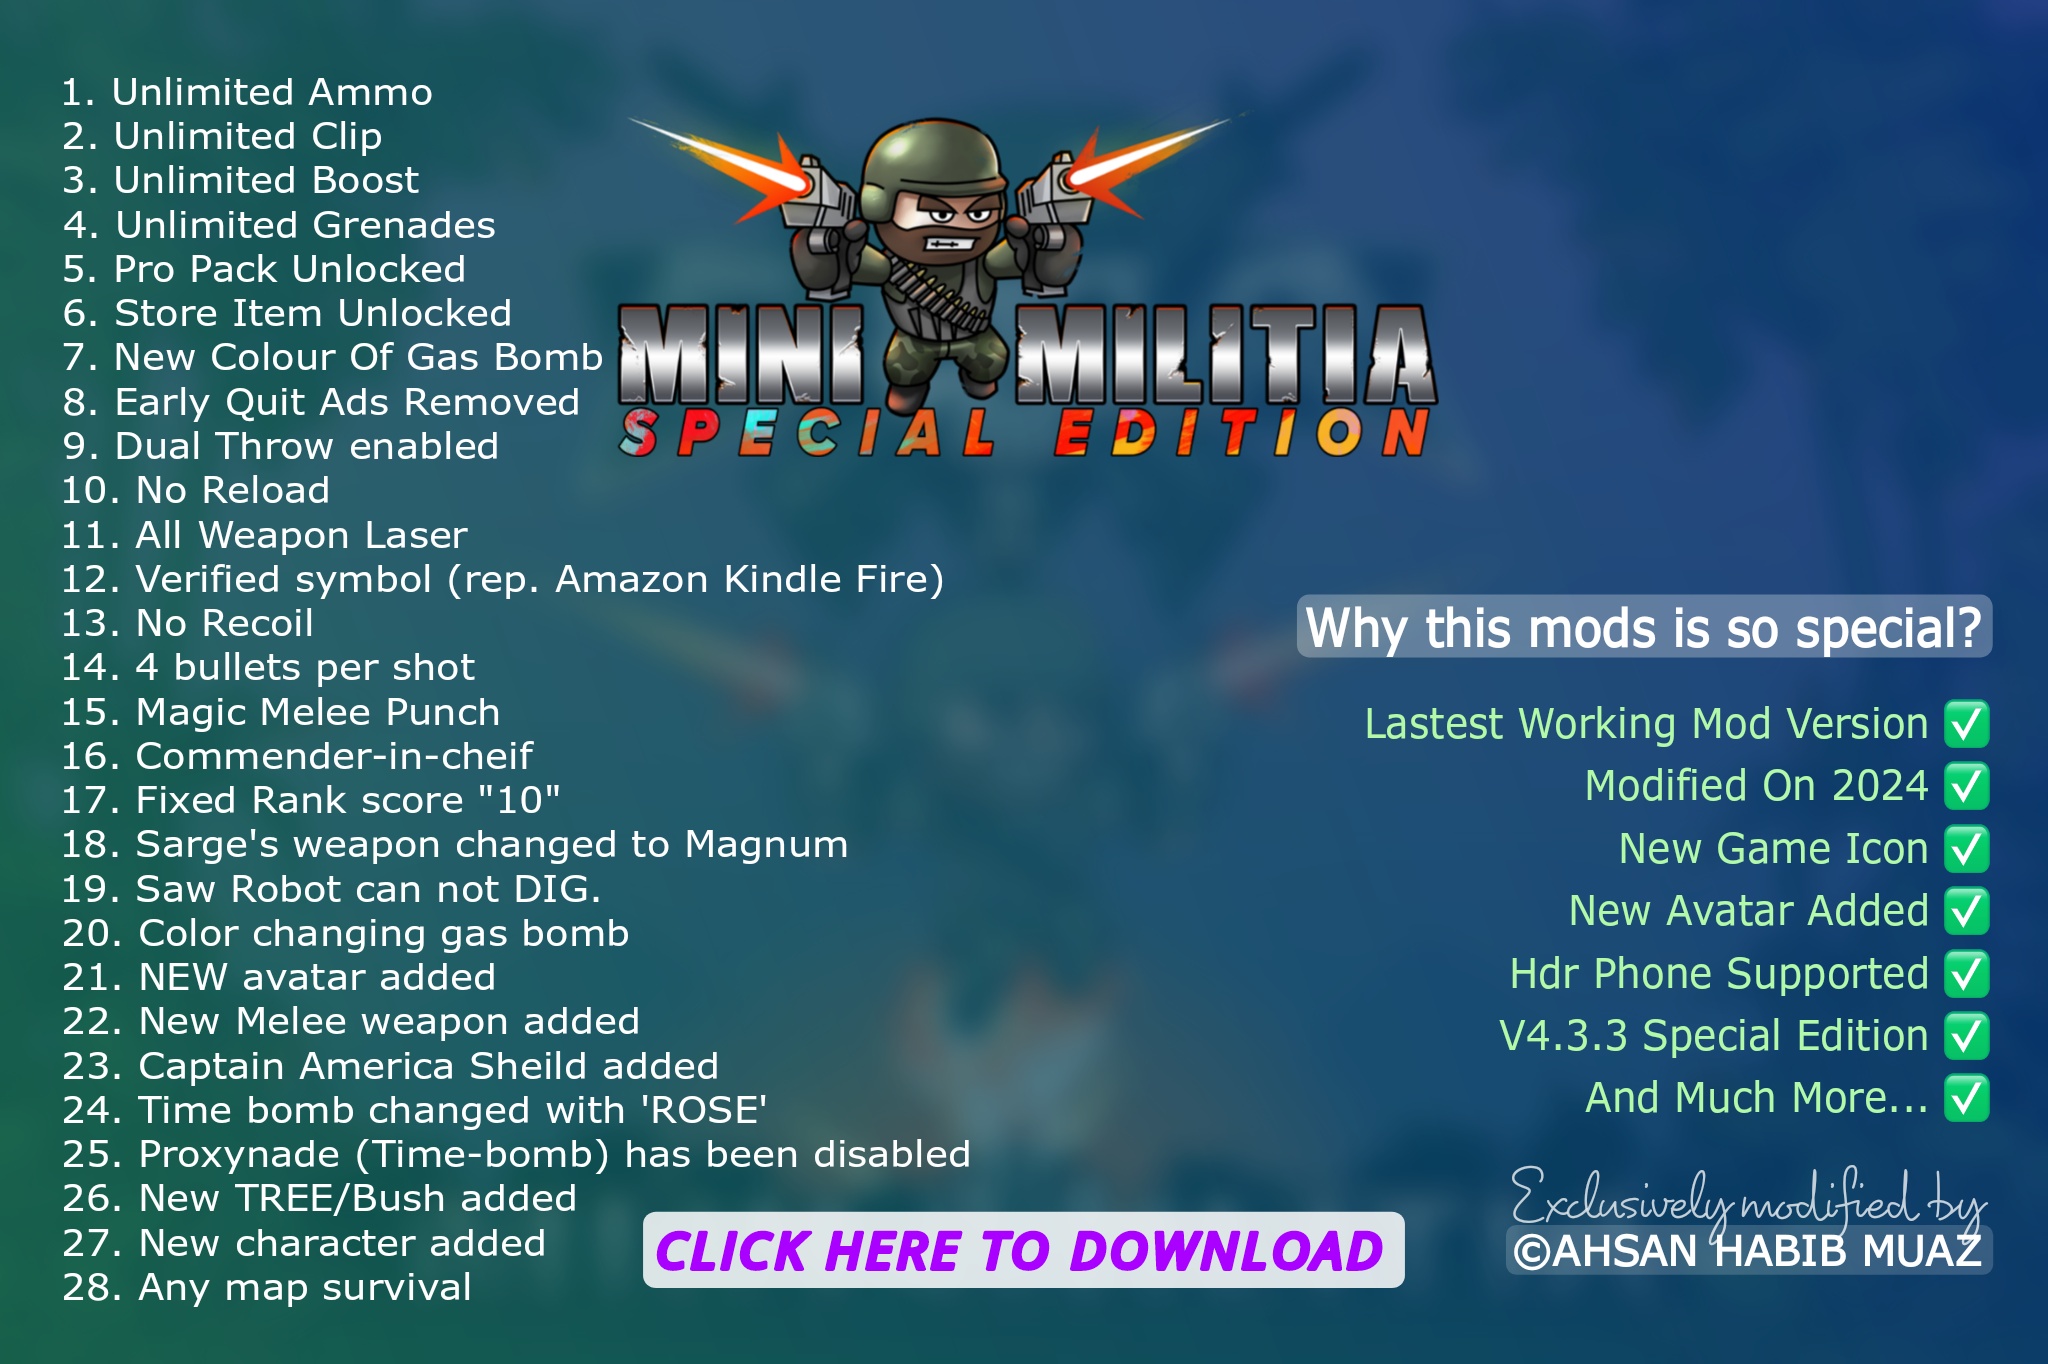 1. Unlimited Ammo
2. Unlimited Clip
3. Unlimited Boost
4. Unlimited Grenades
5. Pro Pack Unlocked
6. Store Item Unlocked
7. New Colour Of Gas Bomb
8. Early Quit Ads Removed
9. Dual Throw enabled
10. No Reload
11. All Weapon Laser
12. Verified symbol (rep. Amazon Kindle Fire)
13. No Recoil
14. 4 bullets per shot
15. Magic Melee Punch
16. Commender-in-cheif
17. Fixed Rank score "10"
18. Sarge's weapon changed to Magnum
19. Saw Robot can not DIG.
20. Color changing gas bomb
21. NEW avatar added
22. New Melee weapon added
23. Captain America Sheild added
24. Time bomb changed with 'ROSE'
25. Proxynade (Time-bomb) has been disabled
26. New TREE/Bush added
27. New character added
28. Any map survival
MINI MILITIA
SPECIAL EDITION
Why this mods is so special?
Lastest Working Mod Version ✅
Modified On 2024 ✅
New Game Icon ✅
New Avatar Added ✅
Hdr Phone Supported ✅
V4.3.3 Special Edition ✅
And Much More... ✅
Exclusively modified by
©AHSAN HABIB MUAZ
CLICK HERE TO DOWNLOAD